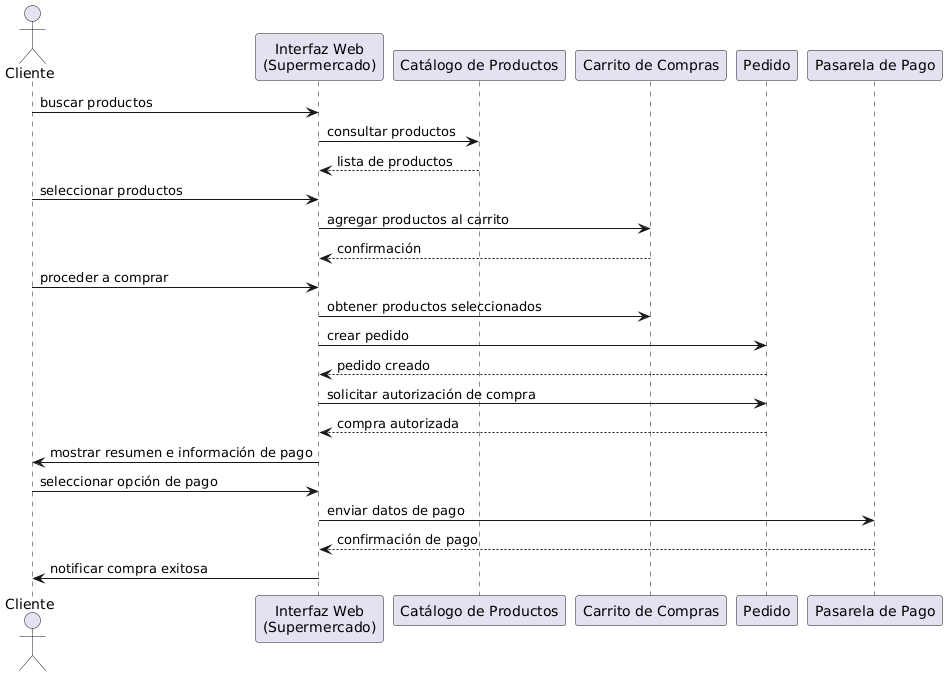 Cliente
Interfaz Web
(Supermercado)
Catálogo de Productos
Carrito de Compras
Pedido
Pasarela de Pago
buscar productos
consultar productos
lista de productos
seleccionar productos
agregar productos al carrito
confirmación
proceder a comprar
obtener productos seleccionados
crear pedido
pedido creado
solicitar autorización de compra
compra autorizada
mostrar resumen e información de pago
seleccionar opción de pago
enviar datos de pago
confirmación de pago
notificar compra exitosa
Cliente
Interfaz Web
(Supermercado)
Catálogo de Productos
Carrito de Compras
Pedido
Pasarela de Pago